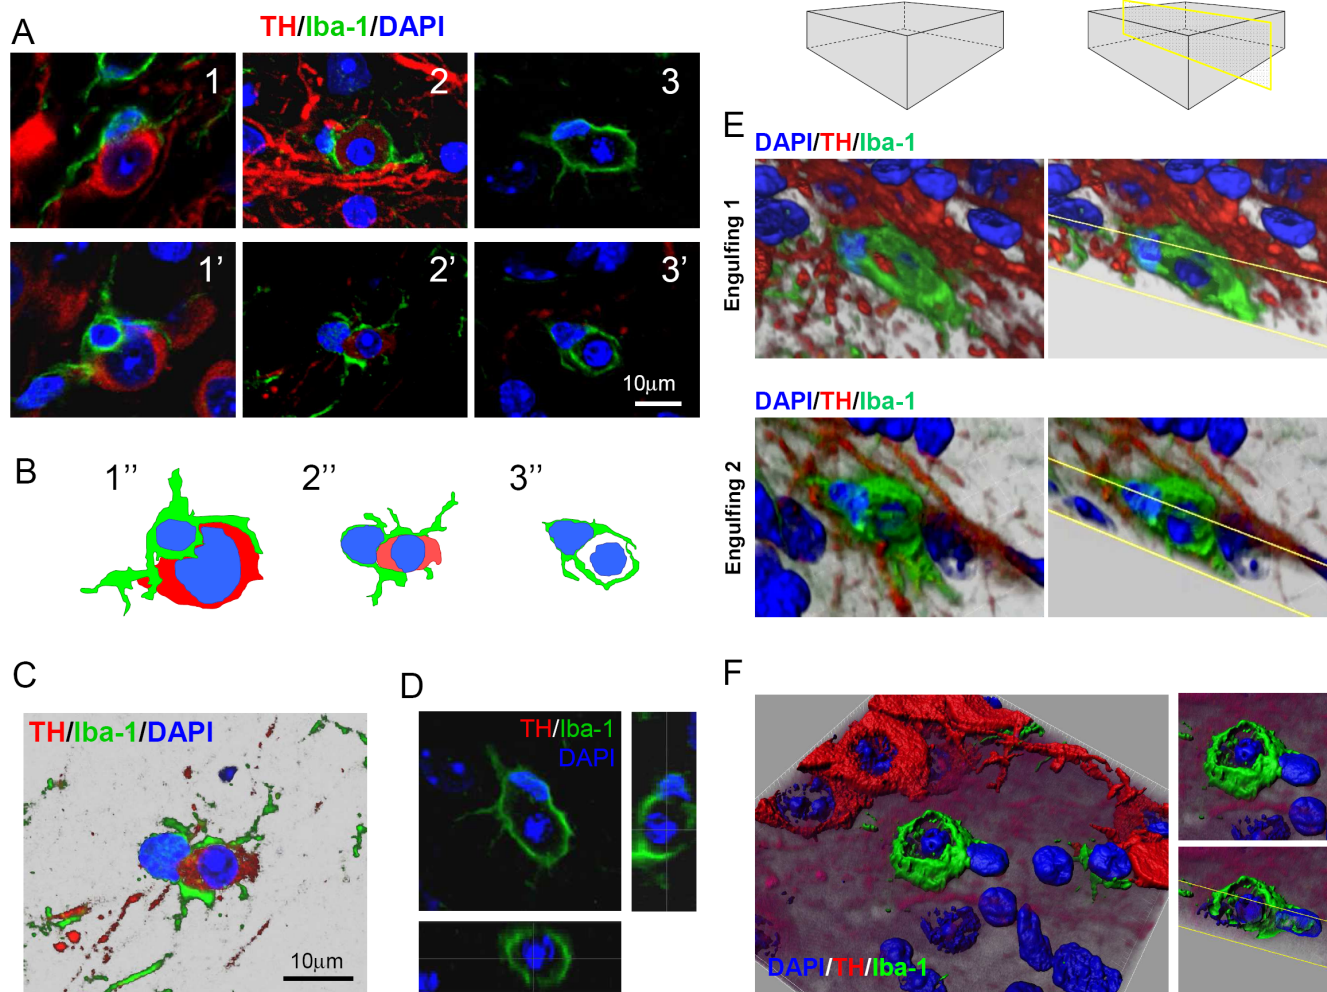 A
TH/Iba-1/DAPI
1
2
3
1’
2’
3’
10µm
B
1’’
2’’
3’’
C
TH/Iba-1/DAPI
10µm
D
TH/Iba-1
DAPI
E
DAPI/TH/Iba-1
Engulfing 1
DAPI/TH/Iba-1
Engulfing 2
F
DAPI/TH/Iba-1